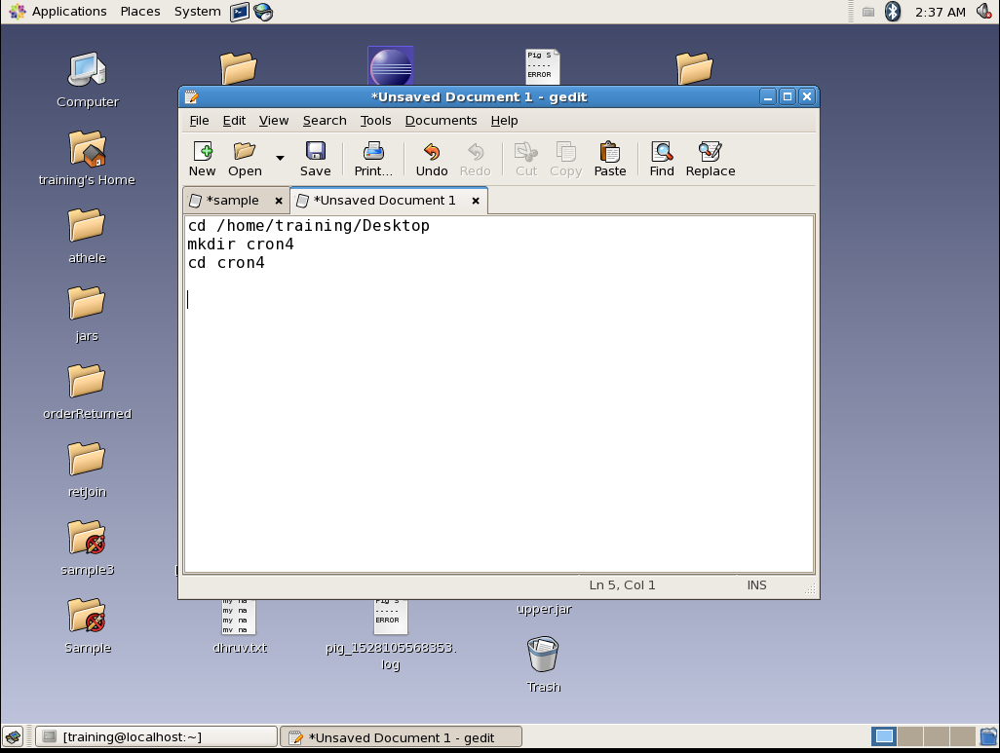 Applications Places System 2:37 AM
Computer
training's Home
athele
jars
orderReturned
retJoin
sample3
Sample
Pig S
-----
ERROR
*Unsaved Document 1 - gedit
File Edit View Search Tools Documents Help
New Open Save Print... Undo Redo Cut Copy Paste Find Replace
*sample *Unsaved Document 1
cd /home/training/Desktop
mkdir cron4
cd cron4
Ln 5, Col 1 INS
my na
my na
my na
my na
dhruv.txt
Pig S
-----
ERROR
pig_1528105568353.
log
upper.jar
Trash
[training@localhost:~] *Unsaved Document 1 - gedit